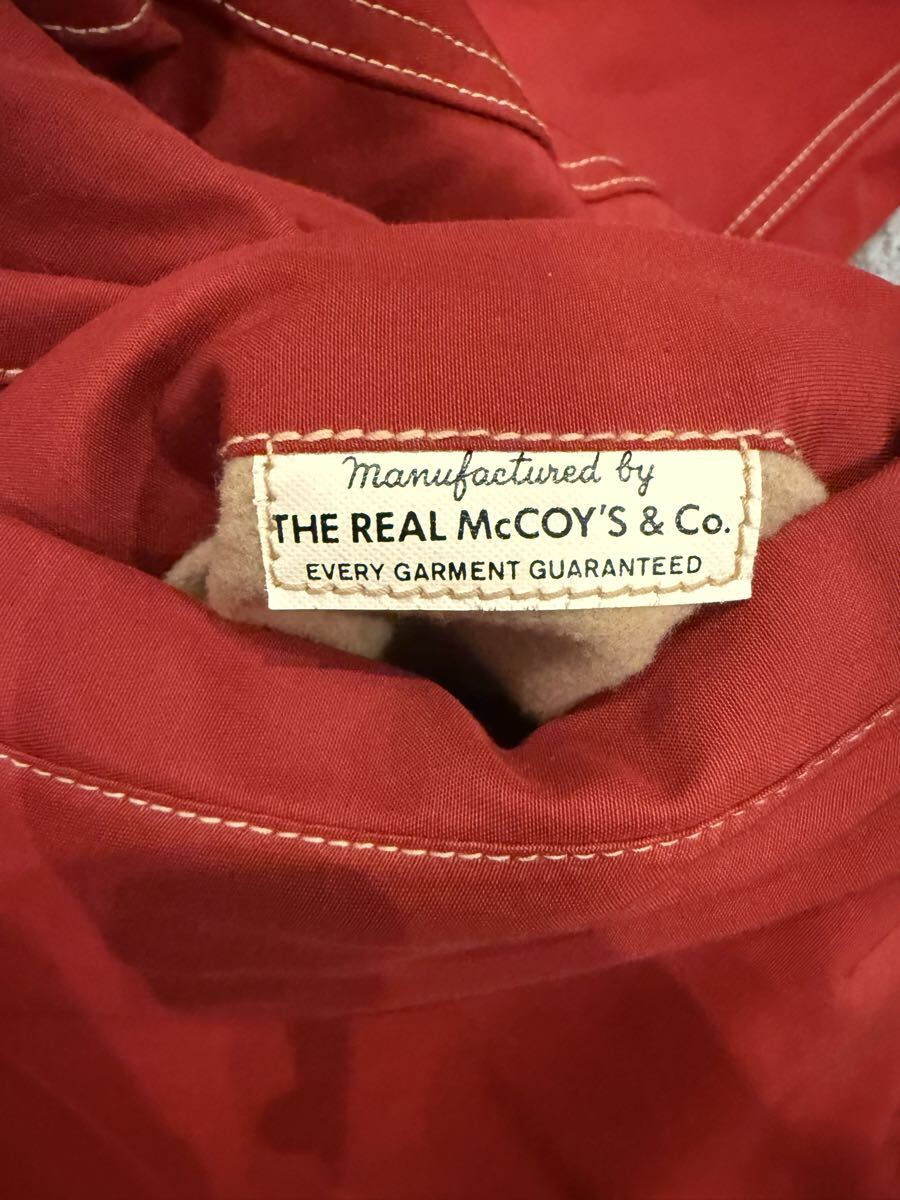 Manufactured by
THE REAL McCOY'S & Co.
EVERY GARMENT GUARANTEED